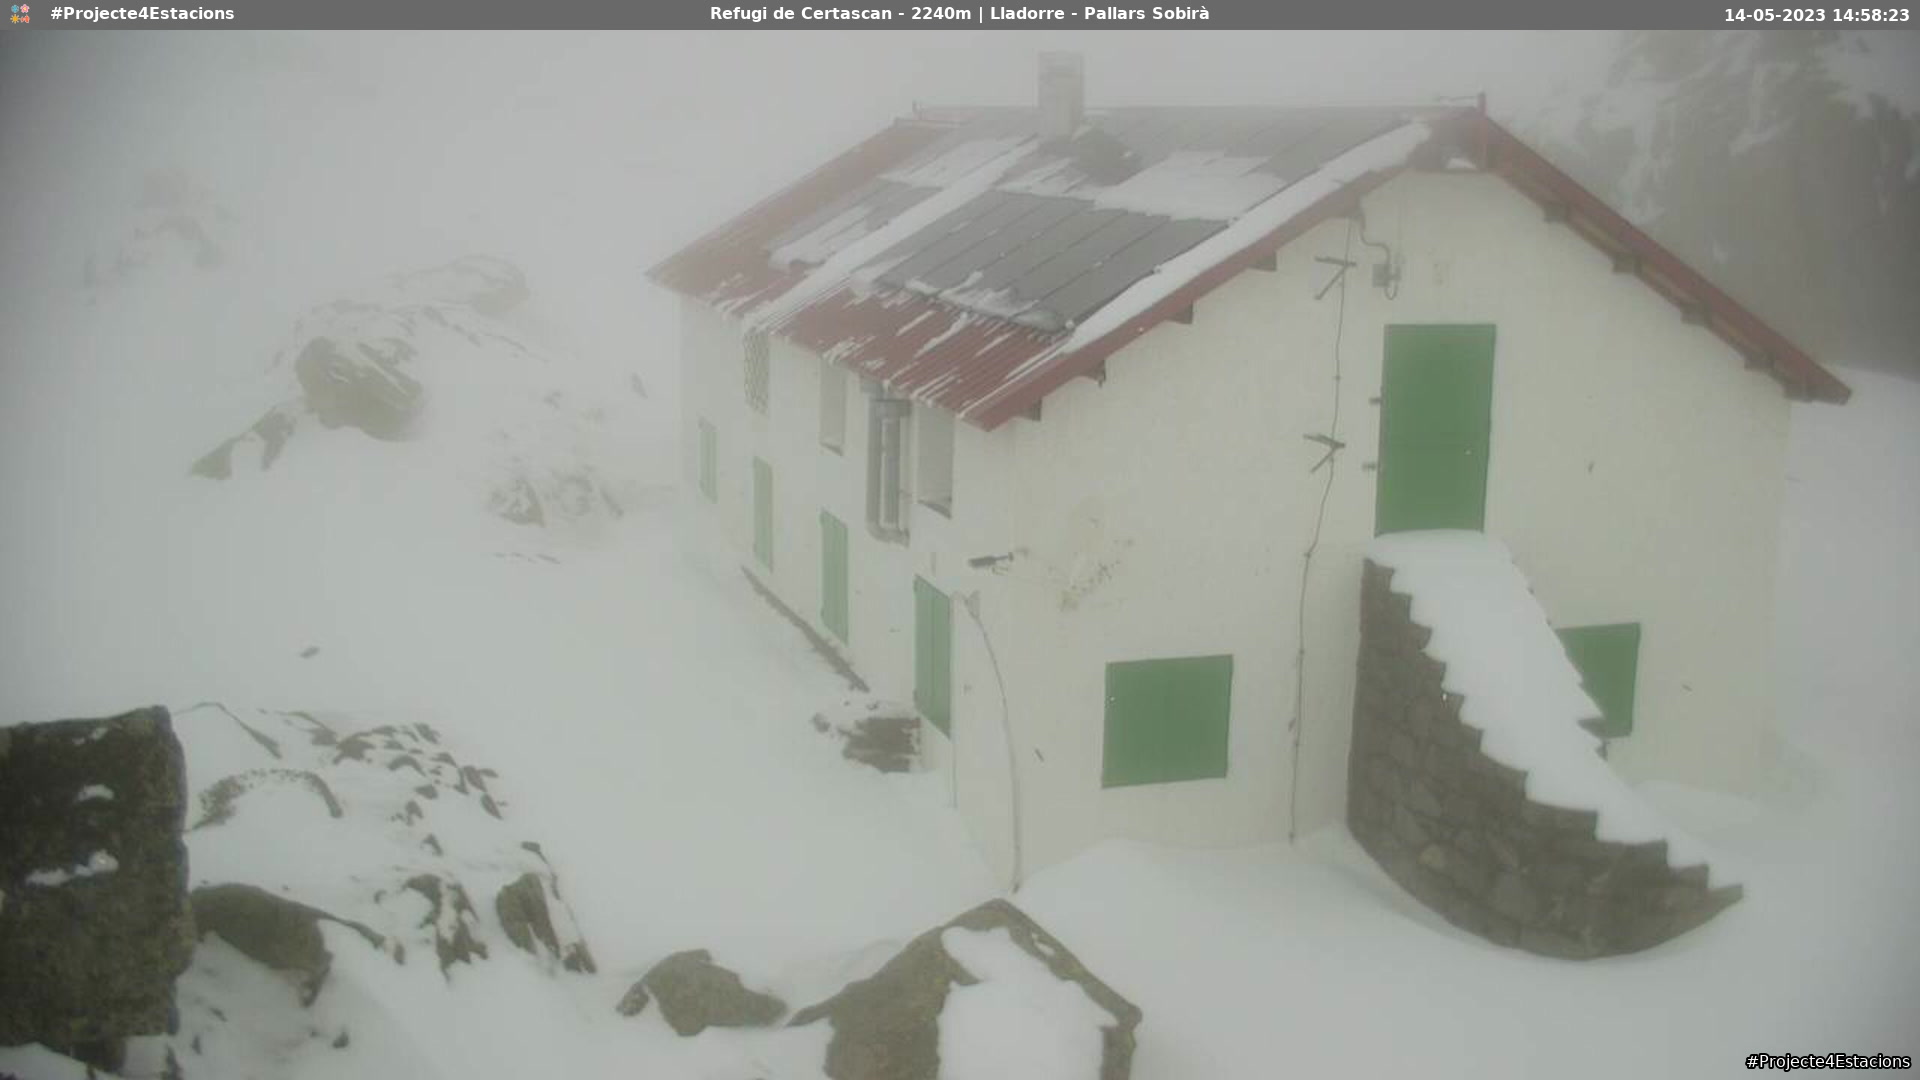 #Projecte4Estacions
Refugi de Certascan - 2240m | Lladorre - Pallars Sobirà
14-05-2023 14:58:23
#Projecte4Estacions